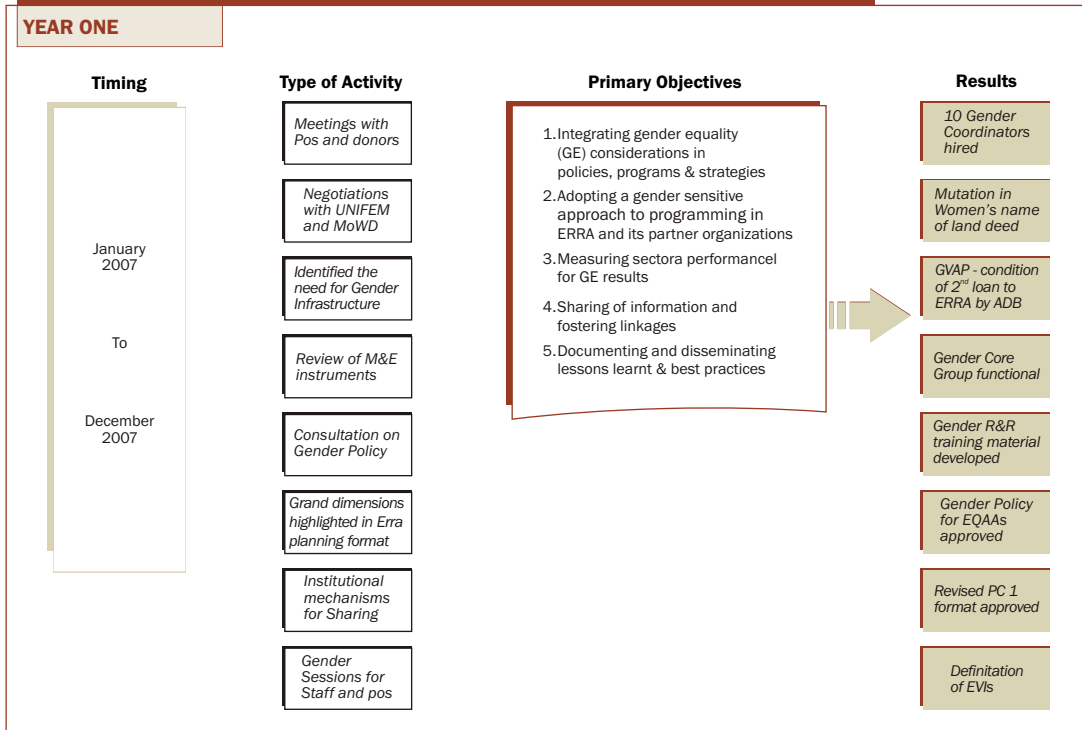 YEAR ONE
Timing
January
2007
To
December
2007
Type of Activity
Meetings with
Pos and donors
Negotiations
with UNIFEM
and MoWD
Identified the
need for Gender
Infrastructure
Review of M&E
instruments
Consultation on
Gender Policy
Grand dimensions
highlighted in Erra
planning format
Institutional
mechanisms
for Sharing
Gender
Sessions for
Staff and pos
Primary Objectives
1.Integrating gender equality
(GE) considerations in
policies, programs & strategies
2.Adopting a gender sensitive
approach to programming in
ERRA and its partner organizations
3.Measuring sectora performancel
for GE results
4.Sharing of information and
fostering linkages
5.Documenting and disseminating
lessons learnt & best practices
Results
10 Gender
Coordinators
hired
Mutation in
Women's name
of land deed
GVAP - condition
of 2nd loan to
ERRA by ADB
Gender Core
Group functional
Gender R&R
training material
developed
Gender Policy
for EQAAs
approved
Revised PC 1
format approved
Definitation
of EVIs